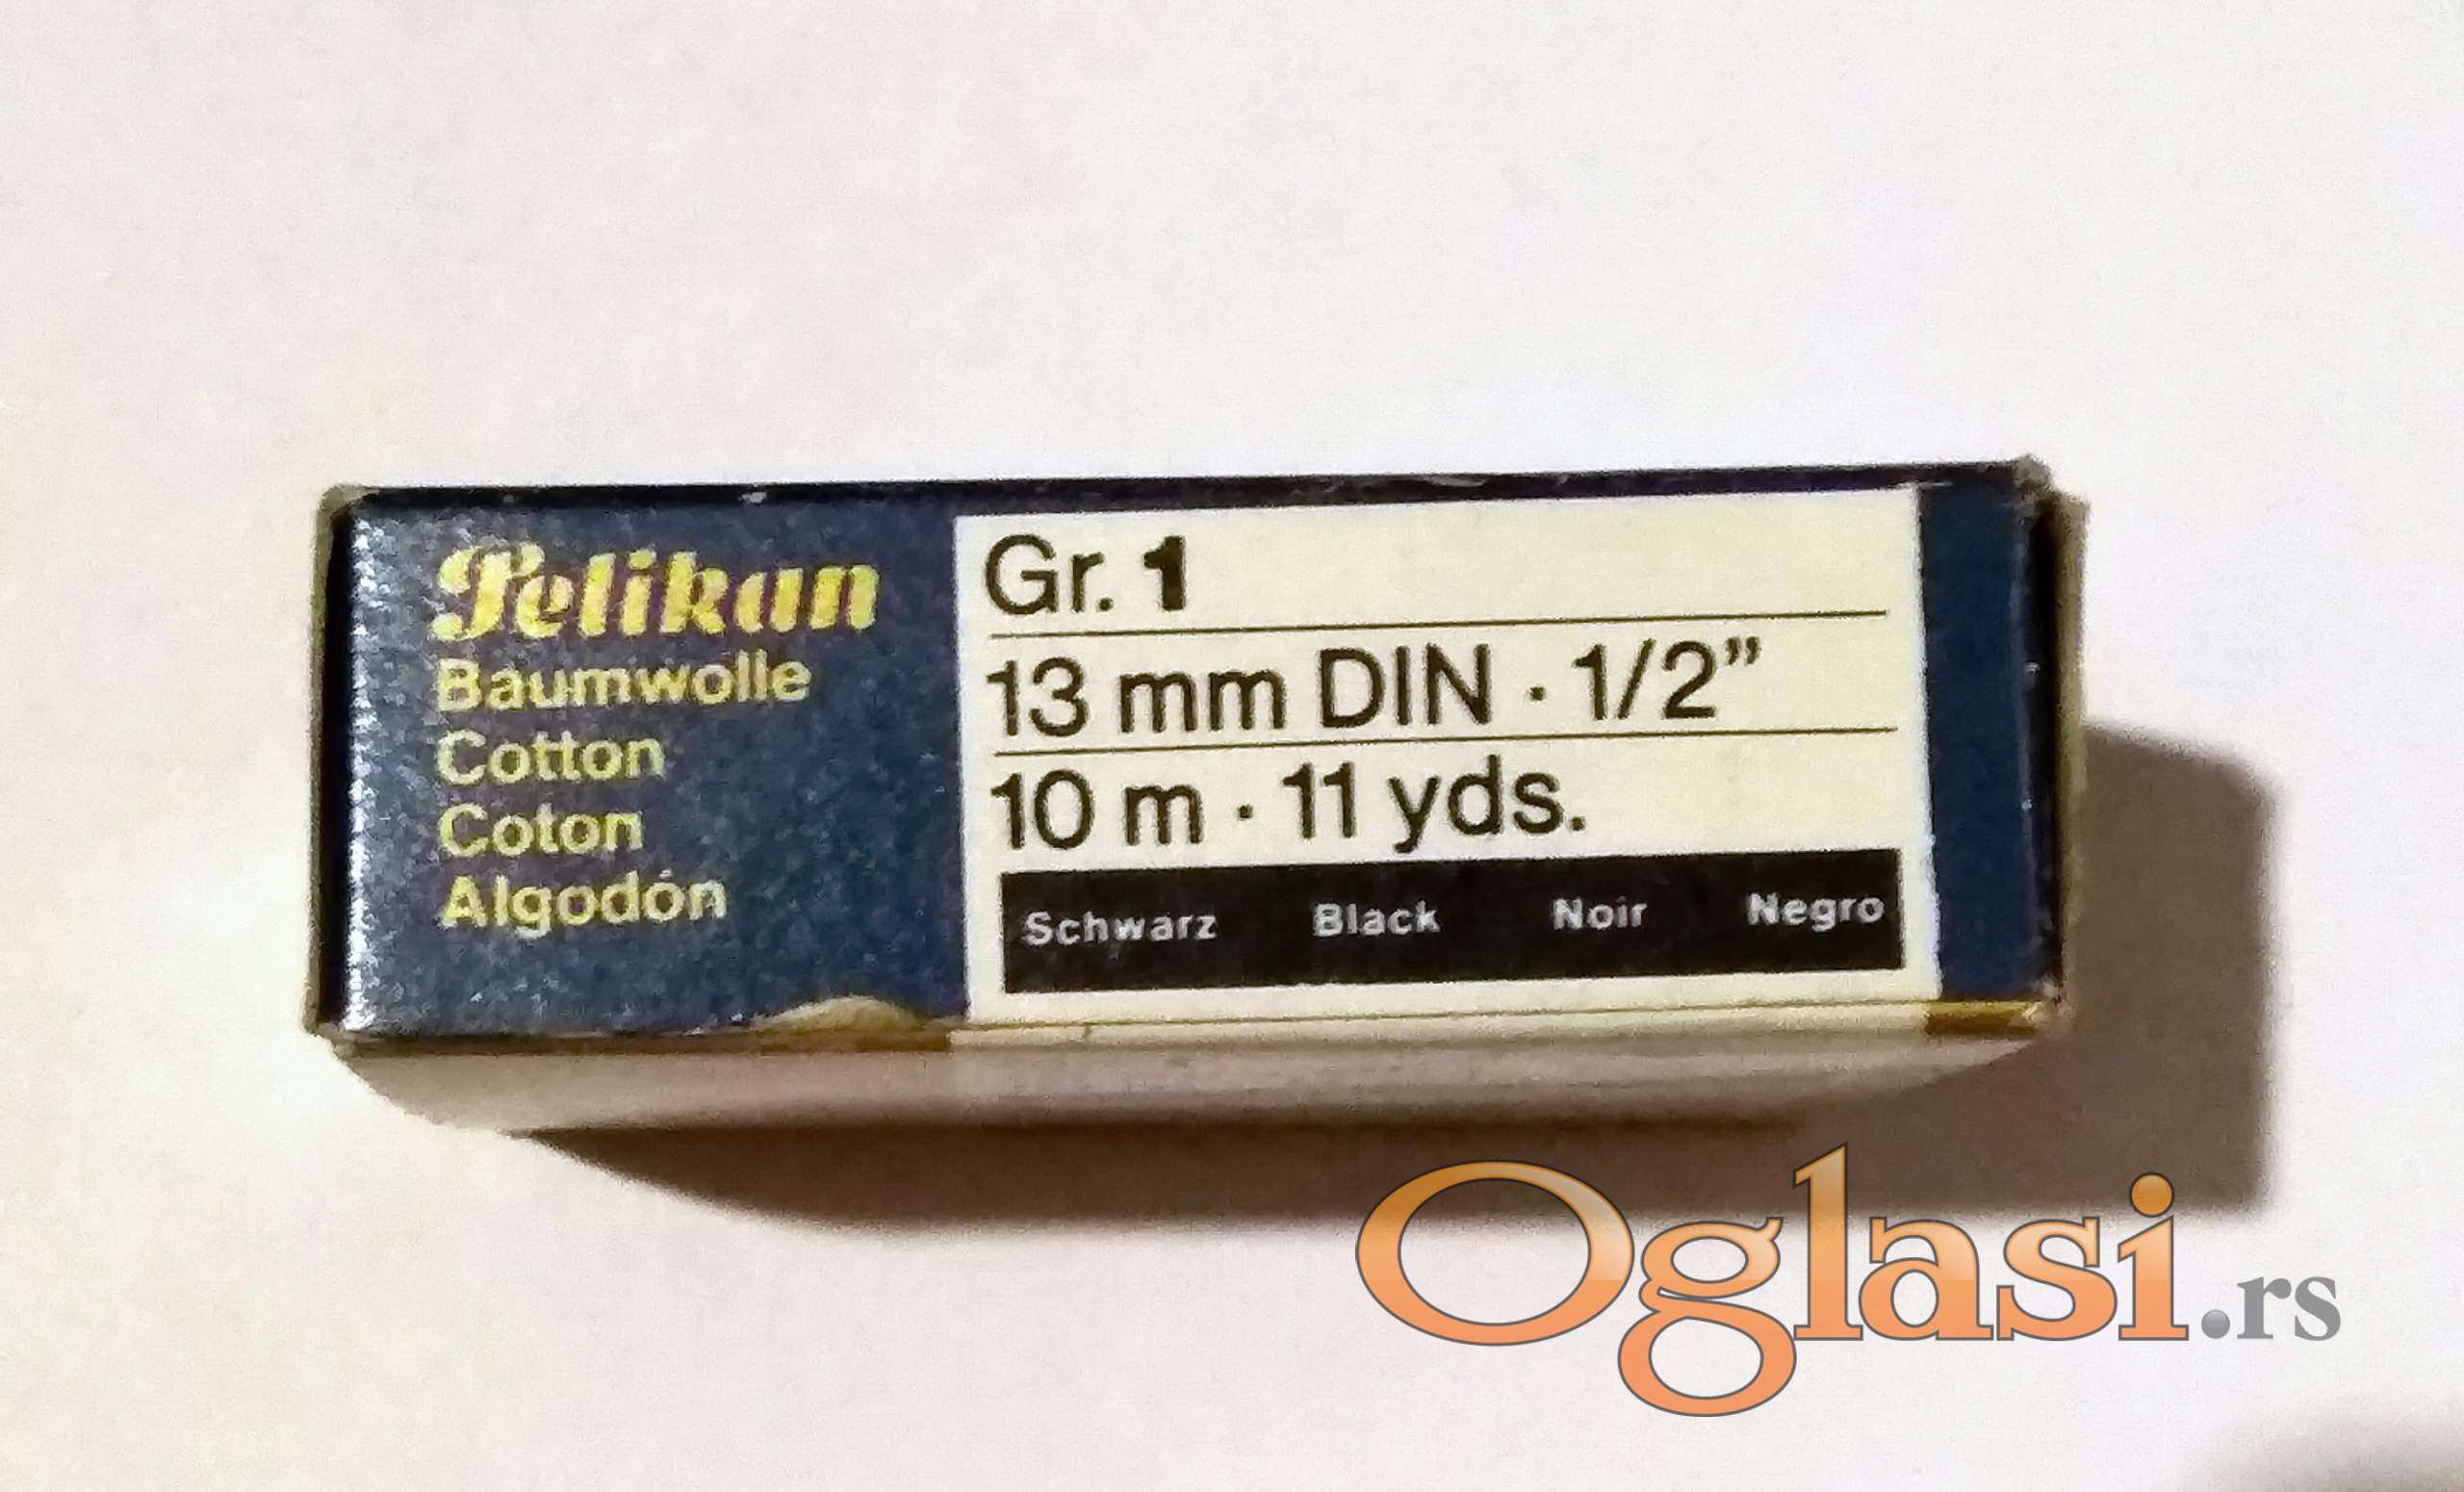 Pelikan
Baumwolle
Cotton
Coton
Algodón
Gr. 1
13 mm DIN · 1/2”
10 m · 11 yds.
Schwarz Black Noir Negro
Oglasi.rs